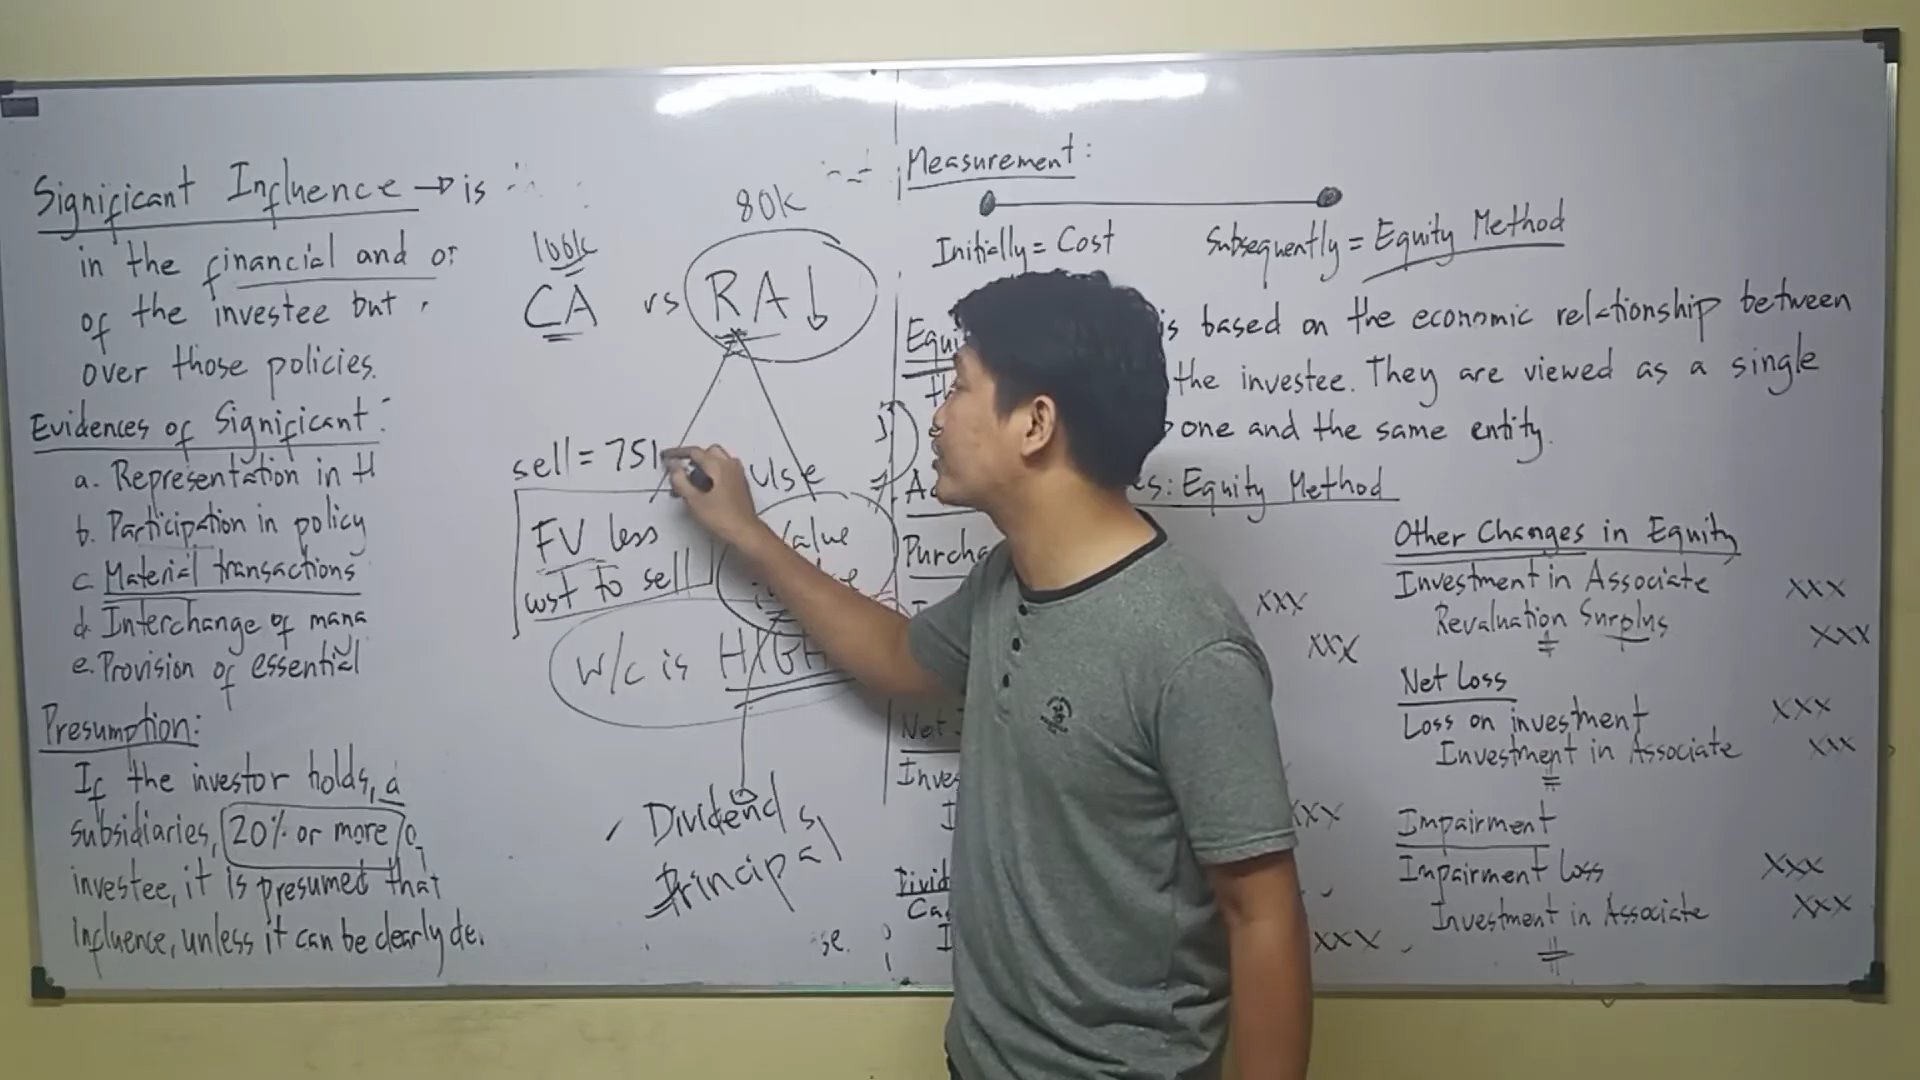 Significant Influence → is
in the financial and
of the investee but
over those policies.
Evidences of Significant:
a. Representation in
b. Participation in policy
c. Material transactions
d. Interchange of mana
e. Provision of essential
Presumption:
If the investor holds,
subsidiaries, 20% or more
investee, it is presumed that
Influence, unless it can be clearly de
80k
100k
CA vs RA ↓
sell = 75
use
FV less
cost to sell
w/c is HIGH
Dividends
Principal
se.
Measurement:
Initially = Cost
Subsequently = Equity Method
Equi is based on the economic relationship between
the investee. They are viewed as a single
one and the same entity.
es: Equity Method
Purcha
xxx
xxx
Net
Inves
xxx
Divid
Ca
xxx
Other Changes in Equity
Investment in Associate xxx
Revaluation Surplus xxx
Net Loss
Loss on investment xxx
Investment in Associate xxx
Impairment
Impairment Loss xxx
Investment in Associate xxx